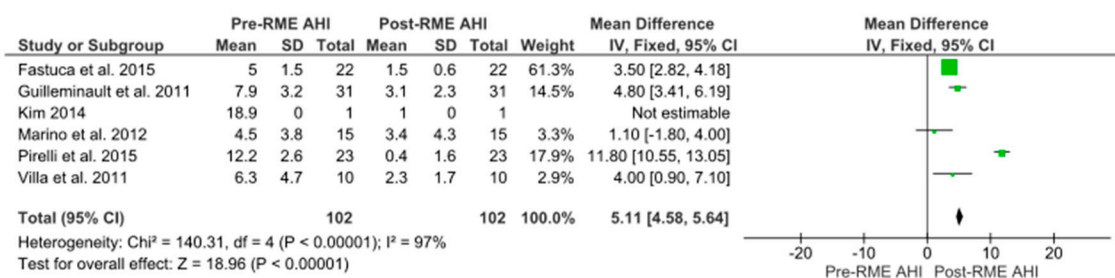 Pre-RME AHI Post-RME AHI Mean Difference Mean Difference
Study or Subgroup Mean SD Total Mean SD Total Weight IV, Fixed, 95% CI IV, Fixed, 95% CI
Fastuca et al. 2015 5 1.5 22 1.5 0.6 22 61.3% 3.50 [2.82, 4.18]
Guilleminault et al. 2011 7.9 3.2 31 3.1 2.3 31 14.5% 4.80 [3.41, 6.19]
Kim 2014 18.9 0 1 1 0 1 Not estimable
Marino et al. 2012 4.5 3.8 15 3.4 4.3 15 3.3% 1.10 [-1.80, 4.00]
Pirelli et al. 2015 12.2 2.6 23 0.4 1.6 23 17.9% 11.80 [10.55, 13.05]
Villa et al. 2011 6.3 4.7 10 2.3 1.7 10 2.9% 4.00 [0.90, 7.10]
Total (95% CI) 102 102 100.0% 5.11 [4.58, 5.64]
Heterogeneity: Chi² = 140.31, df = 4 (P < 0.00001); I² = 97%
Test for overall effect: Z = 18.96 (P < 0.00001)
-20 -10 0 10 20
Pre-RME AHI Post-RME AHI